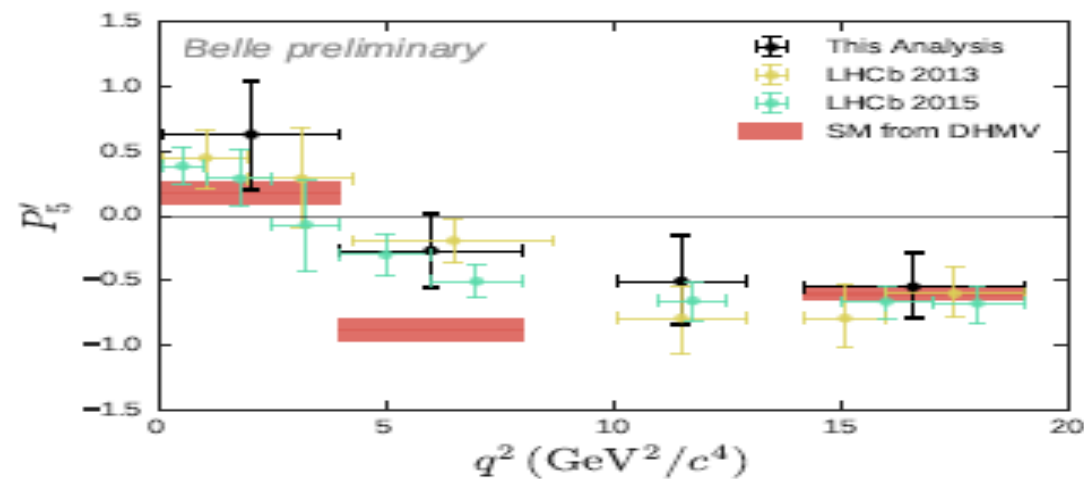 Belle preliminary
This Analysis
LHCb 2013
LHCb 2015
SM from DHMV
1.5
1.0
0.5
0.0
−0.5
−1.0
−1.5
P′₅
0 5 10 15 20
q² (GeV²/c⁴)